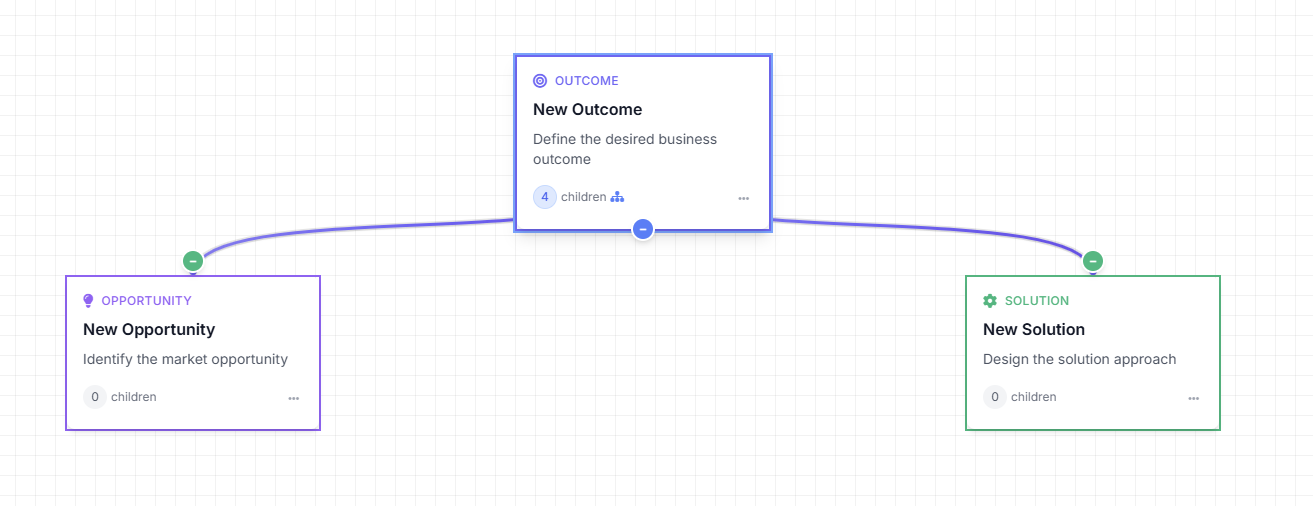 OUTCOME
New Outcome
Define the desired business
outcome
4 children
OPPORTUNITY
New Opportunity
Identify the market opportunity
0 children
SOLUTION
New Solution
Design the solution approach
0 children